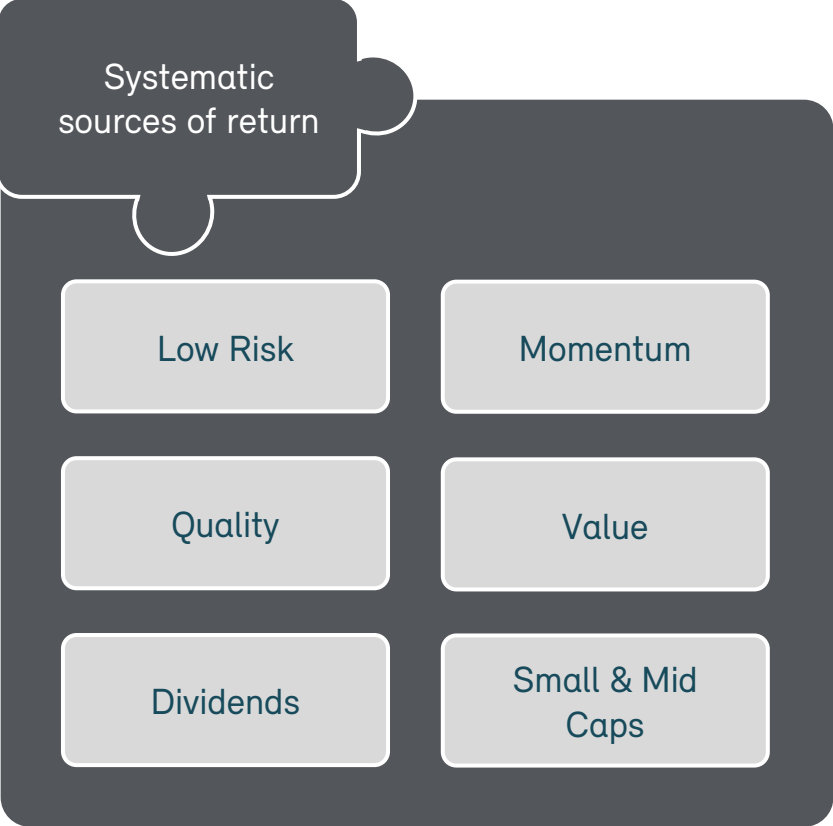 Systematic
sources of return
Low Risk
Momentum
Quality
Value
Dividends
Small & Mid
Caps